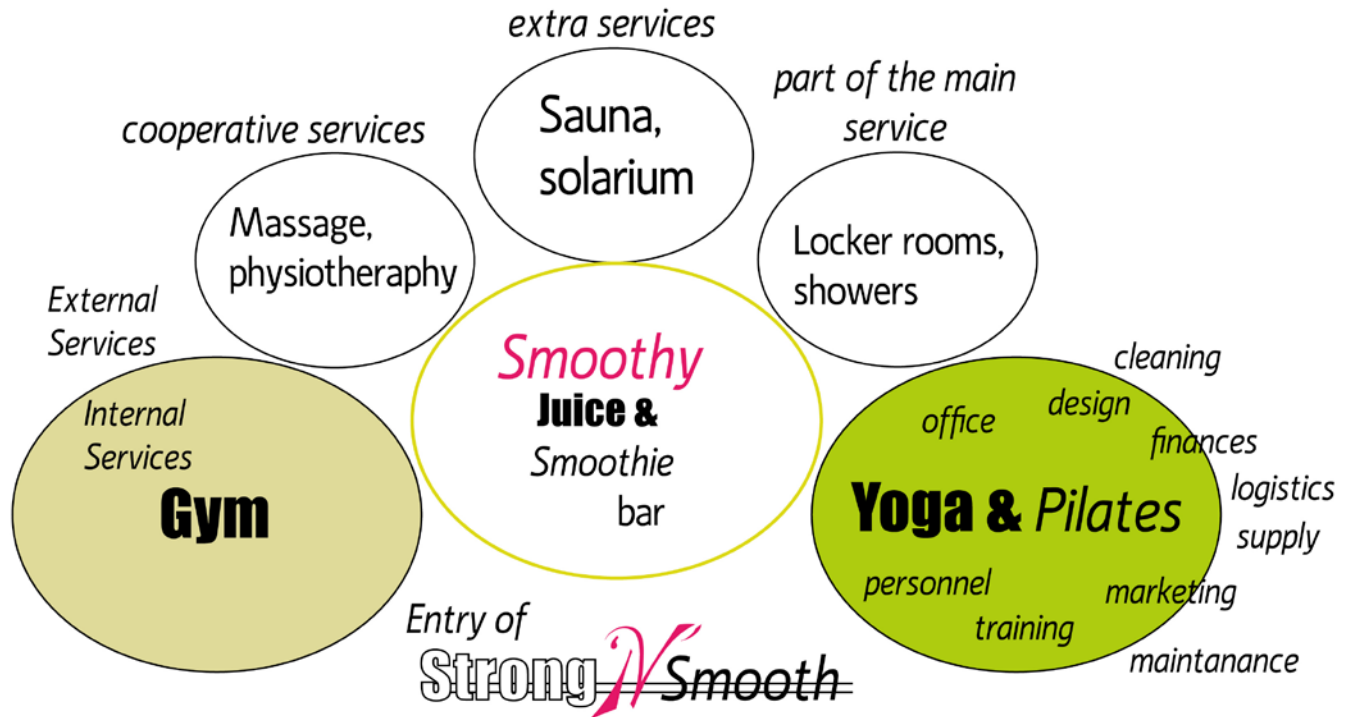 extra services
Sauna,
solarium
part of the main
service
cooperative services
Massage,
physiotheraphy
Locker rooms,
showers
External
Services
Internal
Services
Gym
Smoothy
Juice &
Smoothie
bar
cleaning
design
office
finances
logistics
supply
Yoga & Pilates
personnel
marketing
training
maintanance
Entry of
Strong N' Smooth